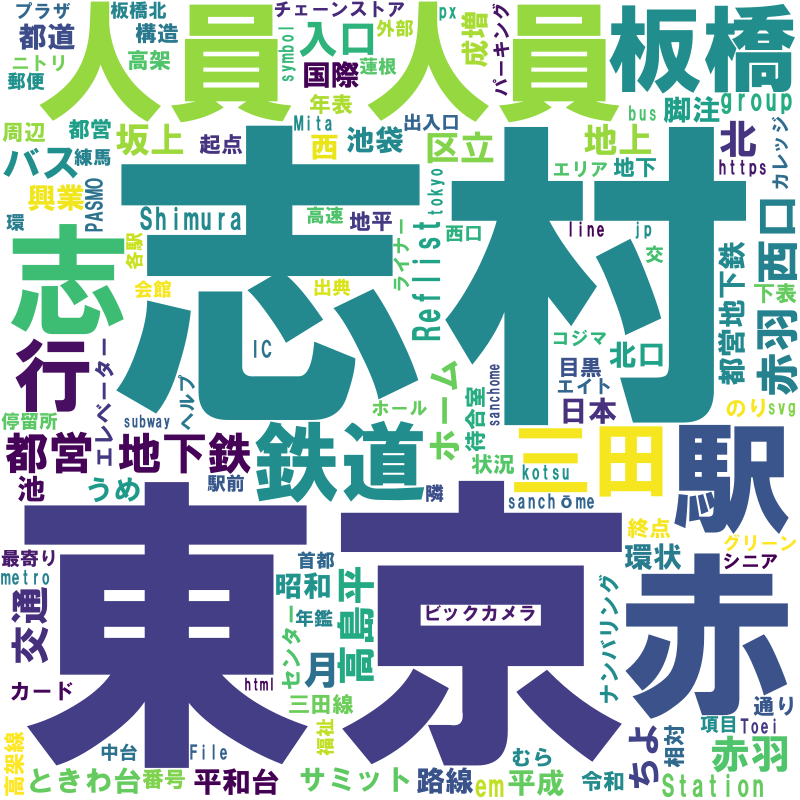 プラザ
板橋北
チェーンストア
px
人員
人員
板橋
都道
構造
入口
外部
成増
パーキング
ニトリ
高架
国際
蓮根
symbol
郵便
年表
脚注
group
周辺
都営
坂上
起点
Mita
池袋
出入口
区立
地上
bus
北
カレッジ
バス
練馬
西
エリア
地下
https
興業
PASMO
志村
環
Shimura
高速
地平
tokyo
西口
line
jp
西口
志
各駅
ライナー
Reflist
交
都営地下鉄
下表
赤羽
会館
出典
行
IC
コジマ
北口
目黒
エイト
sanchome
日本
のり
svg
エレベーター
ヘルプ
ホール
ホーム
待合室
停留所
subway
都営
地下鉄
鉄道
三田
駅
状況
kotsu
池
うめ
駅前
隣
sanchōme
東京
赤
終点
グリーン
最寄り
metro
首都
環状
シニア
昭和
高島平
ビックカメラ
ナンバリング
交通
年鑑
センター
月
カード
html
三田線
通り
高架線
中台
File
福祉
むら
ちよ
相対
項目
Toei
赤羽
ときわ台
番号
平和台
サミット
路線
em
平成
令和
Station